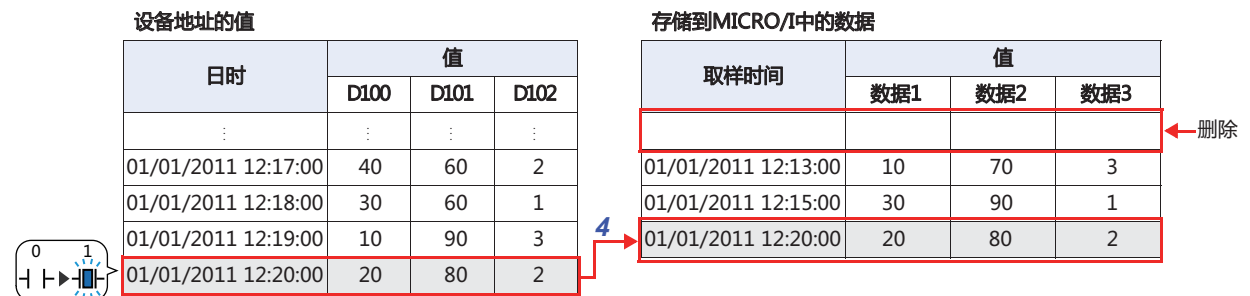 设备地址的值
日时 值
D100 D101 D102
⋮ ⋮ ⋮ ⋮
01/01/2011 12:17:00 40 60 2
01/01/2011 12:18:00 30 60 1
01/01/2011 12:19:00 10 90 3
01/01/2011 12:20:00 20 80 2
0 1
4
存储到MICRO/I中的数据
取样时间 值
数据1 数据2 数据3
删除
01/01/2011 12:13:00 10 70 3
01/01/2011 12:15:00 30 90 1
01/01/2011 12:20:00 20 80 2